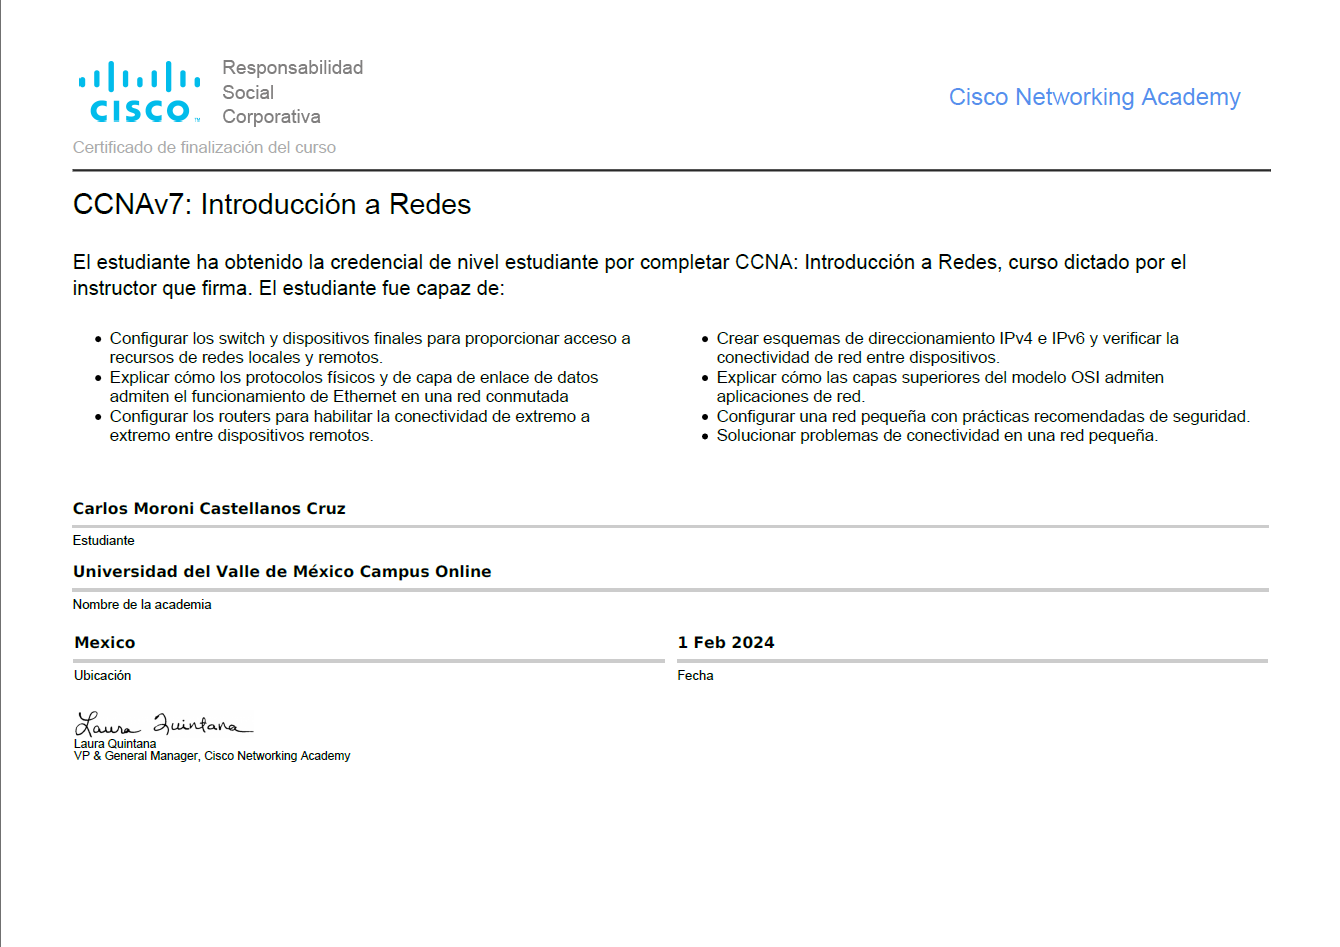 CISCO
TM
Responsabilidad
Social
Corporativa
Cisco Networking Academy
Certificado de finalización del curso
CCNAv7: Introducción a Redes
El estudiante ha obtenido la credencial de nivel estudiante por completar CCNA: Introducción a Redes, curso dictado por el
instructor que firma. El estudiante fue capaz de:
• Configurar los switch y dispositivos finales para proporcionar acceso a
recursos de redes locales y remotos.
• Explicar cómo los protocolos físicos y de capa de enlace de datos
admiten el funcionamiento de Ethernet en una red conmutada
• Configurar los routers para habilitar la conectividad de extremo a
extremo entre dispositivos remotos.
• Crear esquemas de direccionamiento IPv4 e IPv6 y verificar la
conectividad de red entre dispositivos.
• Explicar cómo las capas superiores del modelo OSI admiten
aplicaciones de red.
• Configurar una red pequeña con prácticas recomendadas de seguridad.
• Solucionar problemas de conectividad en una red pequeña.
Carlos Moroni Castellanos Cruz
Estudiante
Universidad del Valle de México Campus Online
Nombre de la academia
Mexico
Ubicación
1 Feb 2024
Fecha
Laura Quintana
Laura Quintana
VP & General Manager, Cisco Networking Academy